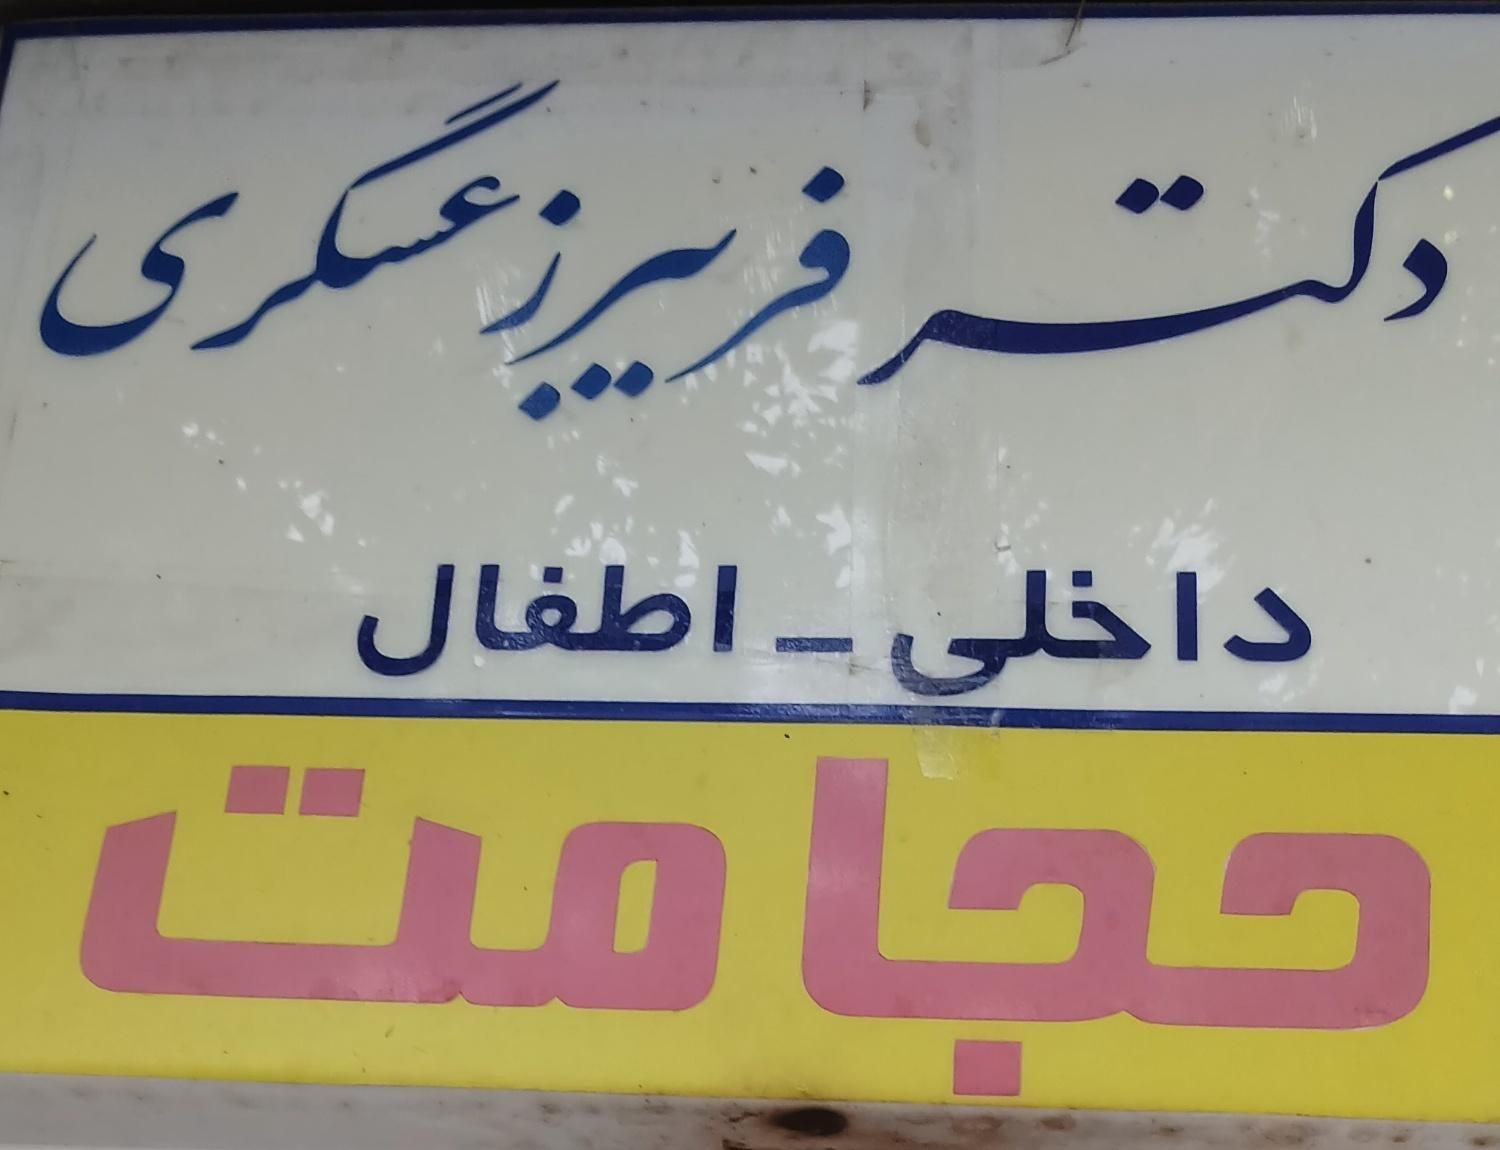 دکتر فریبرز عسگری
داخلی - اطفال
حجامت